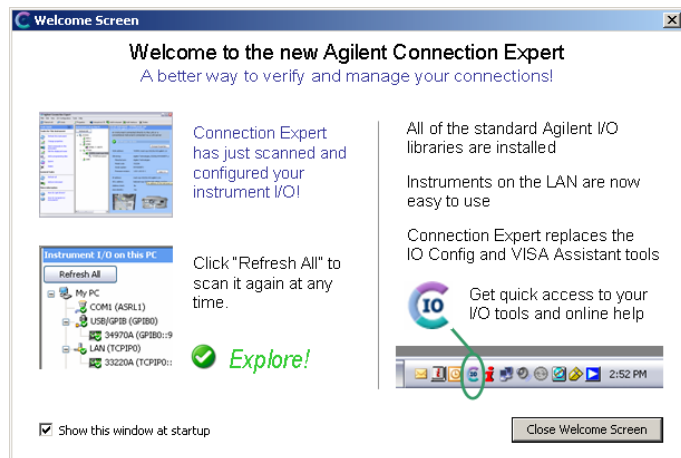 Welcome Screen
Welcome to the new Agilent Connection Expert
A better way to verify and manage your connections!
Connection Expert
has just scanned and
configured your
instrument I/O!
Instrument I/O on this PC
Refresh All
My PC
COM1 (ASRL1)
USB/GPIB (GPIB0)
34970A (GPIB0::9
LAN (TCPIP0)
33220A (TCPIP0::
Click "Refresh All" to
scan it again at any
time.
Explore!
All of the standard Agilent I/O
libraries are installed
Instruments on the LAN are now
easy to use
Connection Expert replaces the
IO Config and VISA Assistant tools
IO
Get quick access to your
I/O tools and online help
2:52 PM
Show this window at startup
Close Welcome Screen